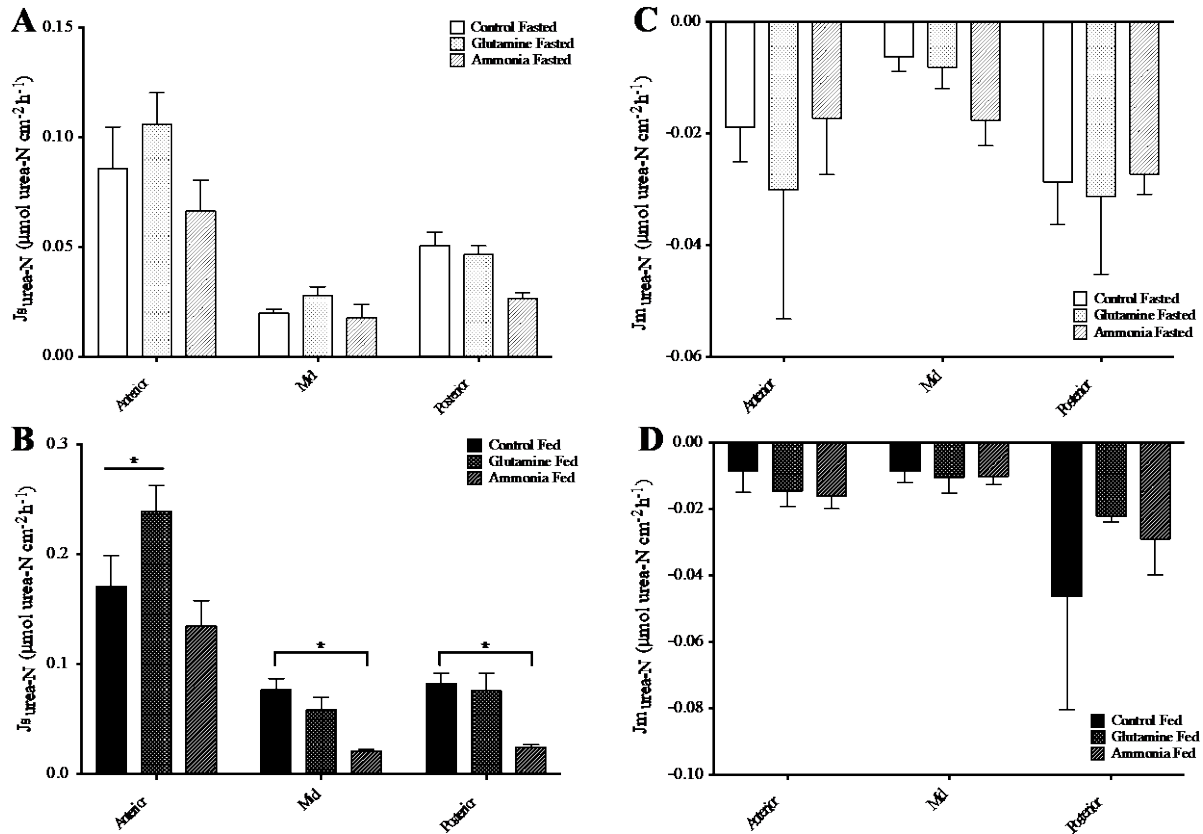 A
Js urea-N (µmol urea-N cm-2 h-1)
0.15
0.10
0.05
0.00
Control Fasted
Glutamine Fasted
Ammonia Fasted
Anterior
Mid
Posterior
C
Jm urea-N (µmol urea-N cm-2 h-1)
0.00
-0.02
-0.04
-0.06
Control Fasted
Glutamine Fasted
Ammonia Fasted
Anterior
Mid
Posterior
B
Js urea-N (µmol urea-N cm-2 h-1)
0.3
0.2
0.1
0.0
Control Fed
Glutamine Fed
Ammonia Fed
*
*
*
Anterior
Mid
Posterior
D
Jm urea-N (µmol urea-N cm-2 h-1)
0.00
-0.02
-0.04
-0.06
-0.08
-0.10
Control Fed
Glutamine Fed
Ammonia Fed
Anterior
Mid
Posterior